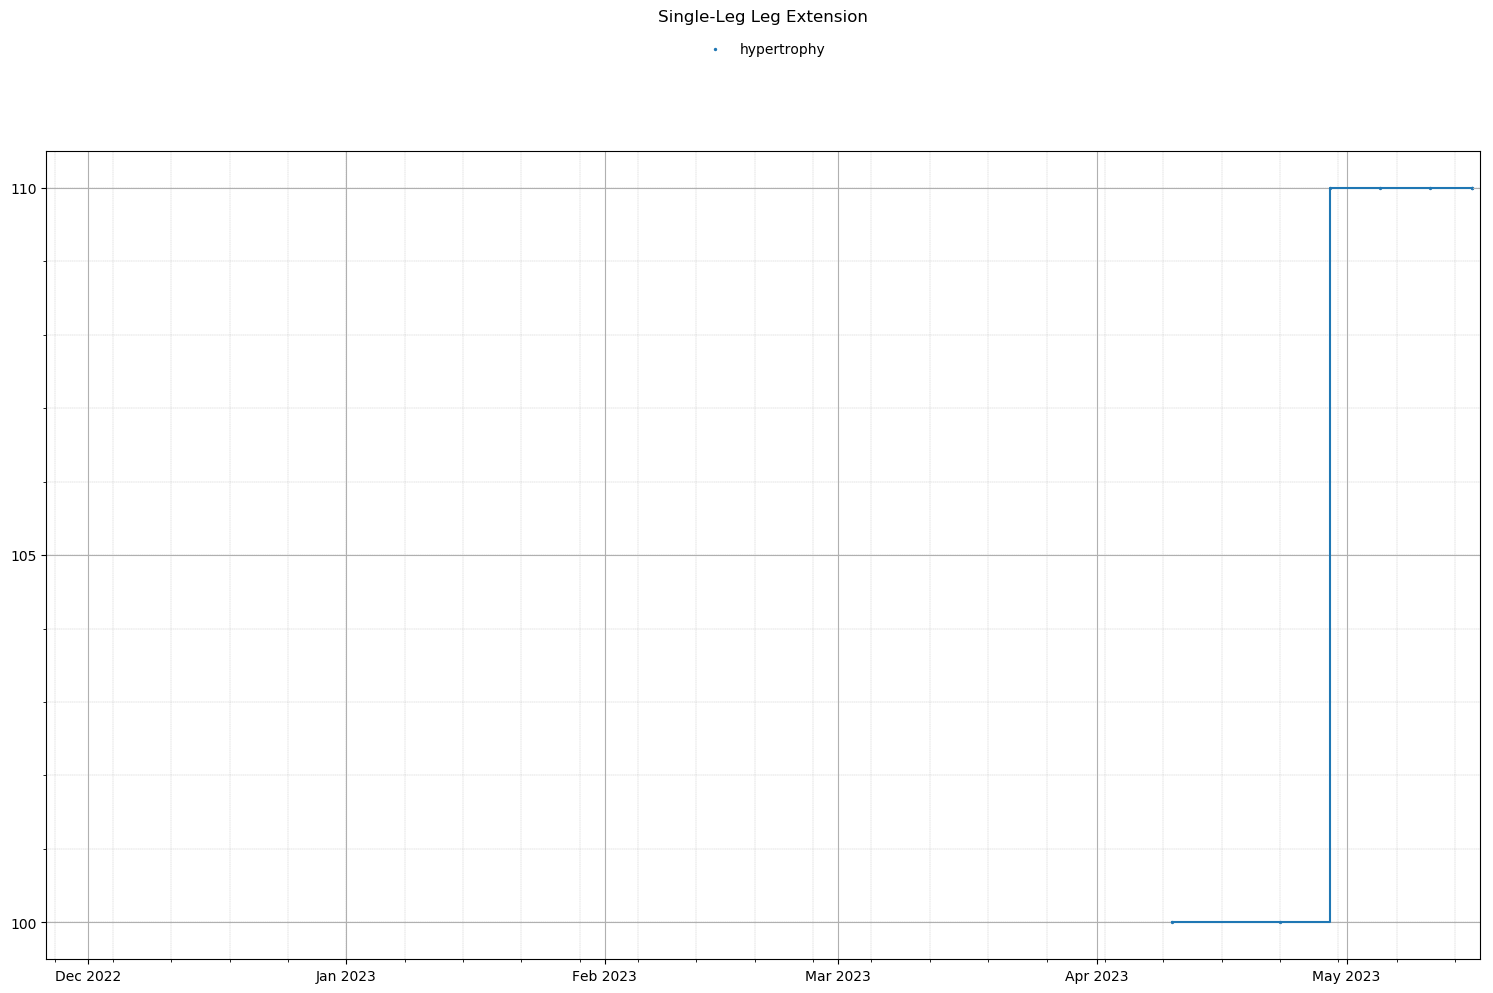 Single-Leg Leg Extension
hypertrophy
110
105
100
Dec 2022
Jan 2023
Feb 2023
Mar 2023
Apr 2023
May 2023